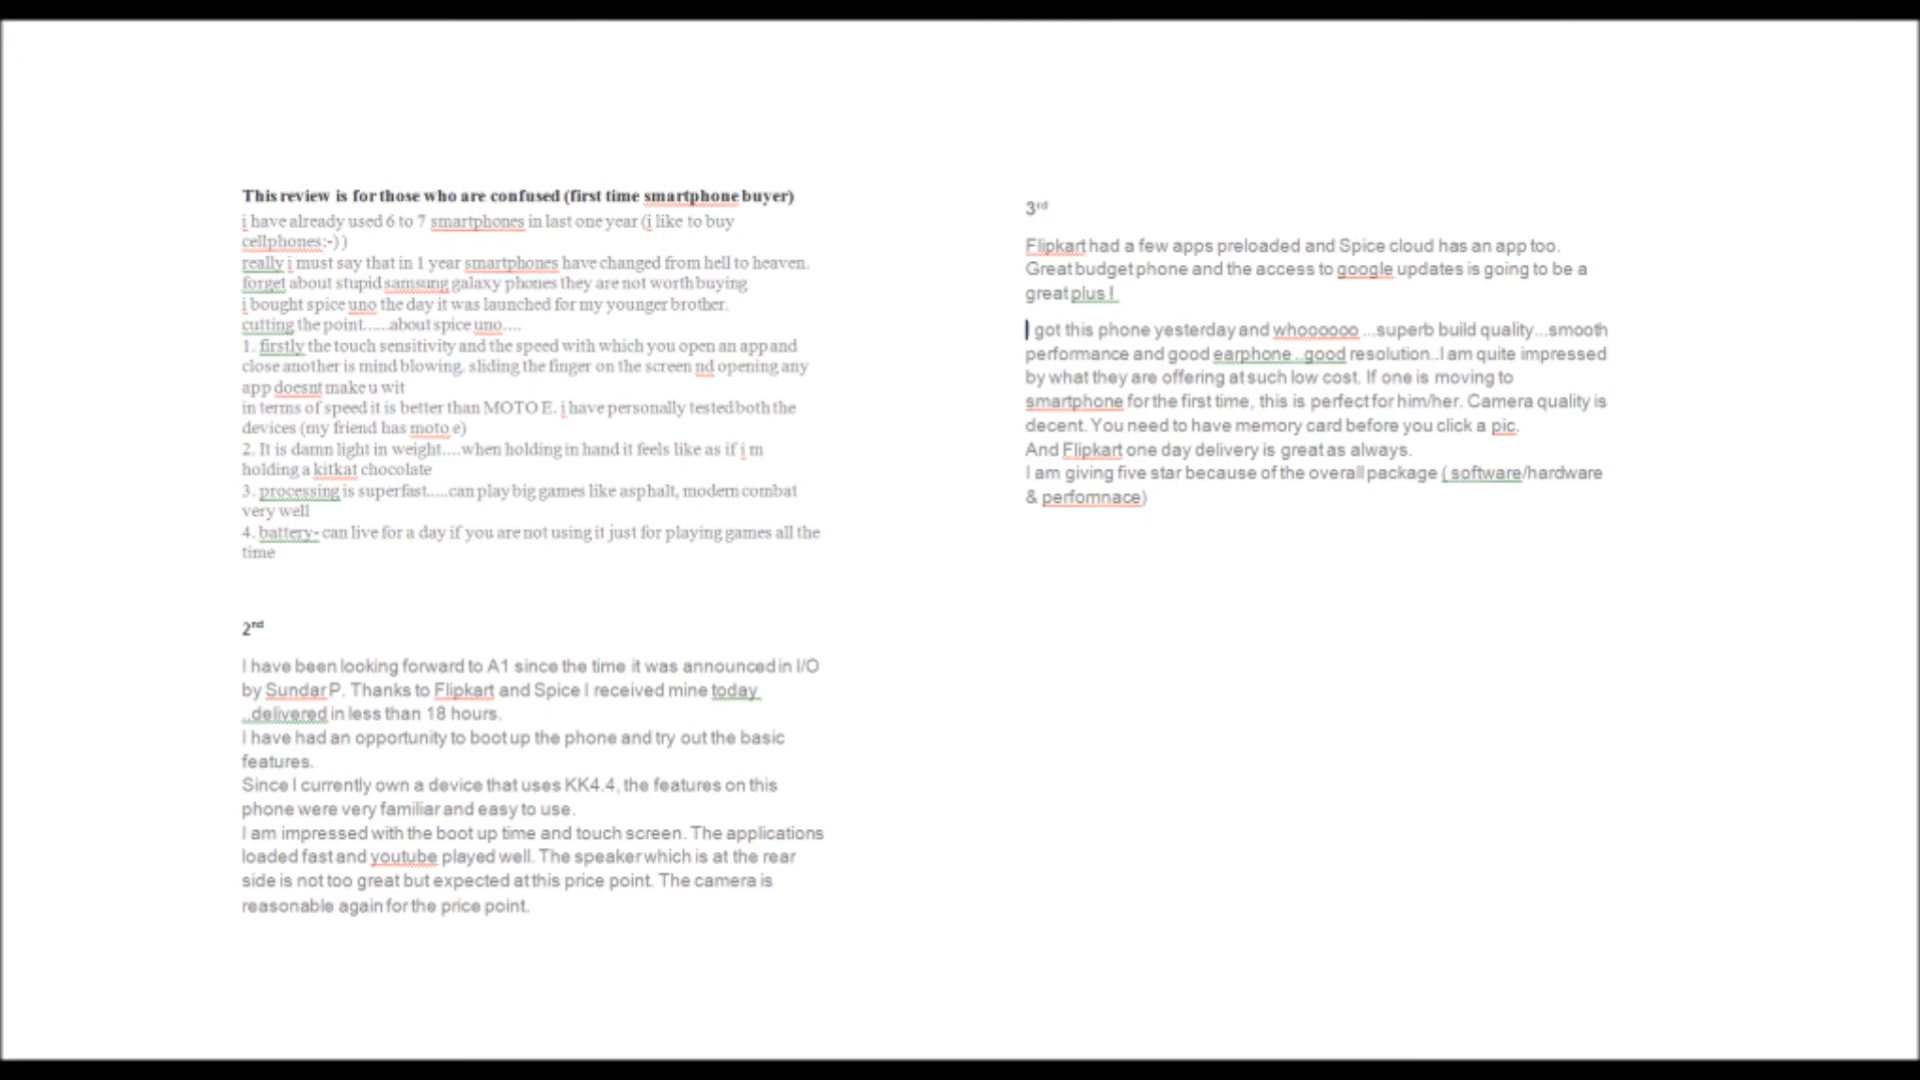 This review is for those who are confused (first time smartphone buyer)
i have already used 6 to 7 smartphones in last one year (i like to buy
cellphones:-) )
really i must say that in 1 year smartphones have changed from hell to heaven.
forget about stupid samsung galaxy phones they are not worth buying
i bought spice uno the day it was launched for my younger brother.
cutting the point......about spice uno....
1. firstly the touch sensitivity and the speed with which you open an app and
close another is mind blowing. sliding the finger on the screen nd opening any
app doesnt make u wit
in terms of speed it is better than MOTO E. i have personally tested both the
devices (my friend has moto e)
2. It is damn light in weight....when holding in hand it feels like as if i m
holding a kitkat chocolate
3. processing is superfast.....can play big games like asphalt, modern combat
very well
4. battery- can live for a day if you are not using it just for playing games all the
time
2nd
I have been looking forward to A1 since the time it was announced in I/O
by Sundar P. Thanks to Flipkart and Spice I received mine today
..delivered in less than 18 hours.
I have had an opportunity to boot up the phone and try out the basic
features.
Since I currently own a device that uses KK4.4, the features on this
phone were very familiar and easy to use.
I am impressed with the boot up time and touch screen. The applications
loaded fast and youtube played well. The speaker which is at the rear
side is not too great but expected at this price point. The camera is
reasonable again for the price point.
3rd
Flipkart had a few apps preloaded and Spice cloud has an app too.
Great budget phone and the access to google updates is going to be a
great plus !
I got this phone yesterday and whoooooo ...superb build quality...smooth
performance and good earphone ..good resolution..I am quite impressed
by what they are offering at such low cost. If one is moving to
smartphone for the first time, this is perfect for him/her. Camera quality is
decent. You need to have memory card before you click a pic.
And Flipkart one day delivery is great as always.
I am giving five star because of the overall package ( software/hardware
& perfomnace)